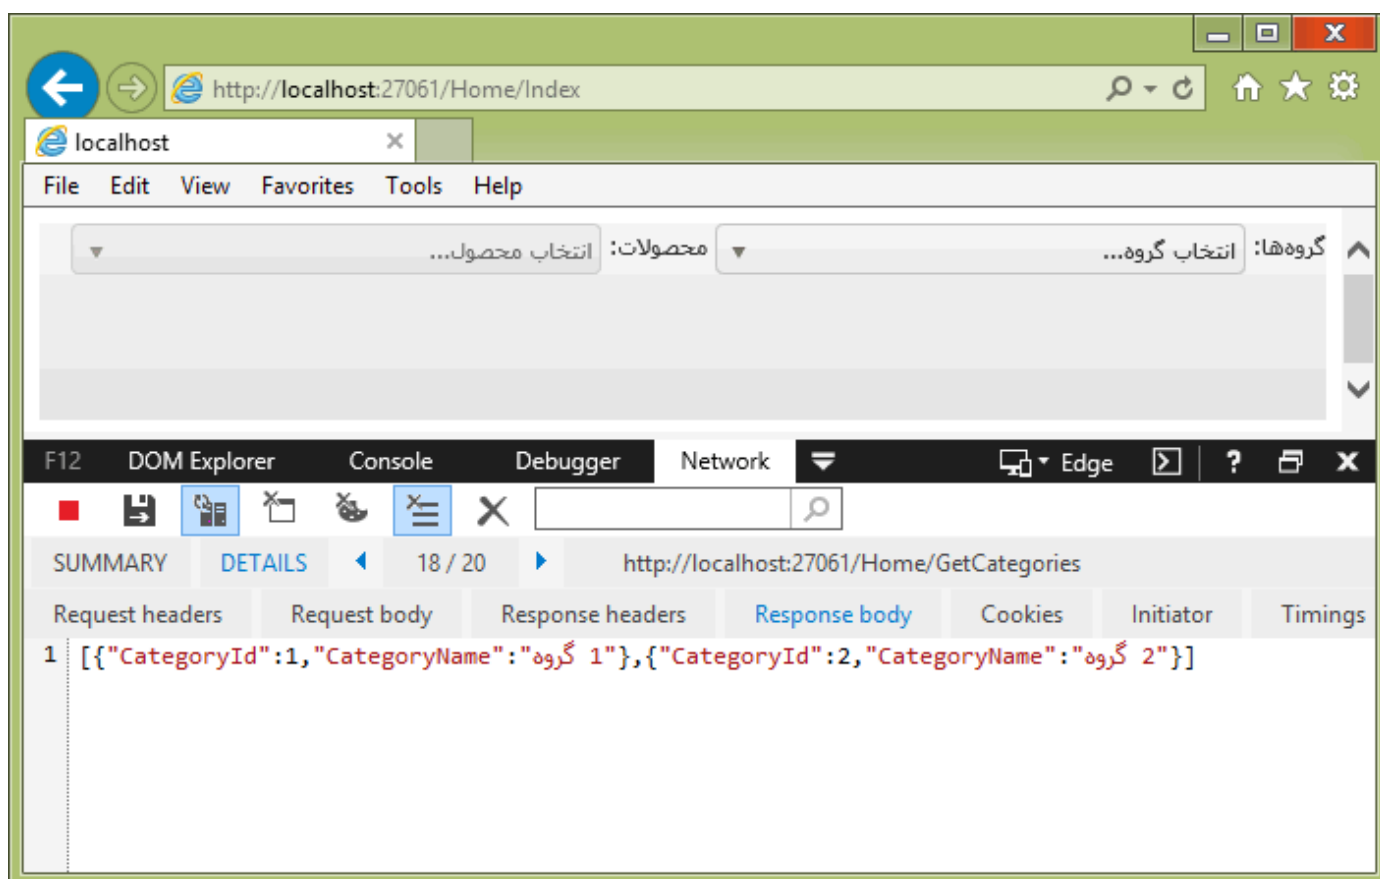 http://localhost:27061/Home/Index
localhost
File Edit View Favorites Tools Help
گروه‌ها: انتخاب گروه... محصولات: انتخاب محصول...
F12 DOM Explorer Console Debugger Network Edge ?
SUMMARY DETAILS 18 / 20 http://localhost:27061/Home/GetCategories
Request headers Request body Response headers Response body Cookies Initiator Timings
1 [{"CategoryId":1,"CategoryName":"گروه 1"},{"CategoryId":2,"CategoryName":"گروه 2"}]